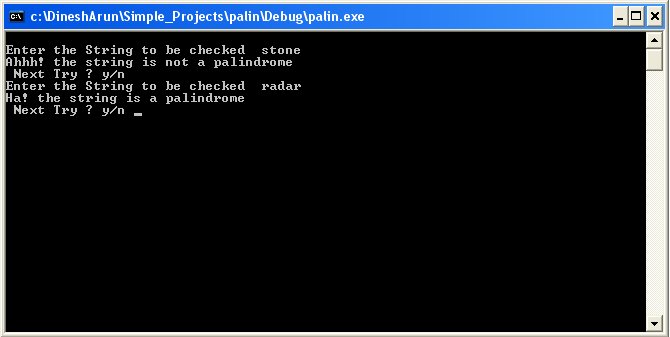 c:\DineshArun\Simple_Projects\palin\Debug\palin.exe
Enter the String to be checked  stone
Ahhh! the string is not a palindrome
 Next Try ? y/n
Enter the String to be checked  radar
Ha! the string is a palindrome
 Next Try ? y/n _